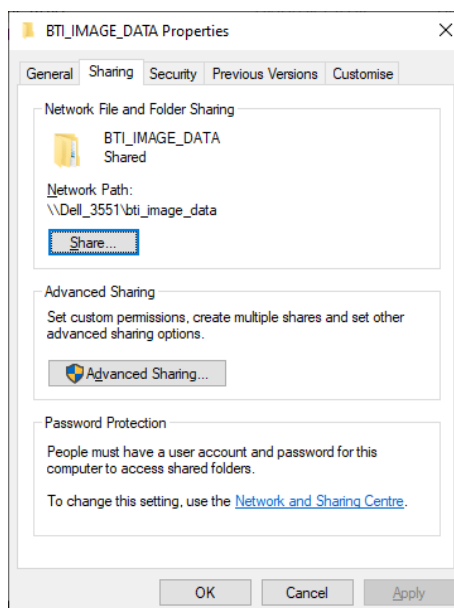 BTI_IMAGE_DATA Properties
General Sharing Security Previous Versions Customise
Network File and Folder Sharing
BTI_IMAGE_DATA
Shared
Network Path:
\\Dell_3551\bti_image_data
Share...
Advanced Sharing
Set custom permissions, create multiple shares and set other
advanced sharing options.
Advanced Sharing...
Password Protection
People must have a user account and password for this
computer to access shared folders.
To change this setting, use the Network and Sharing Centre.
OK Cancel Apply